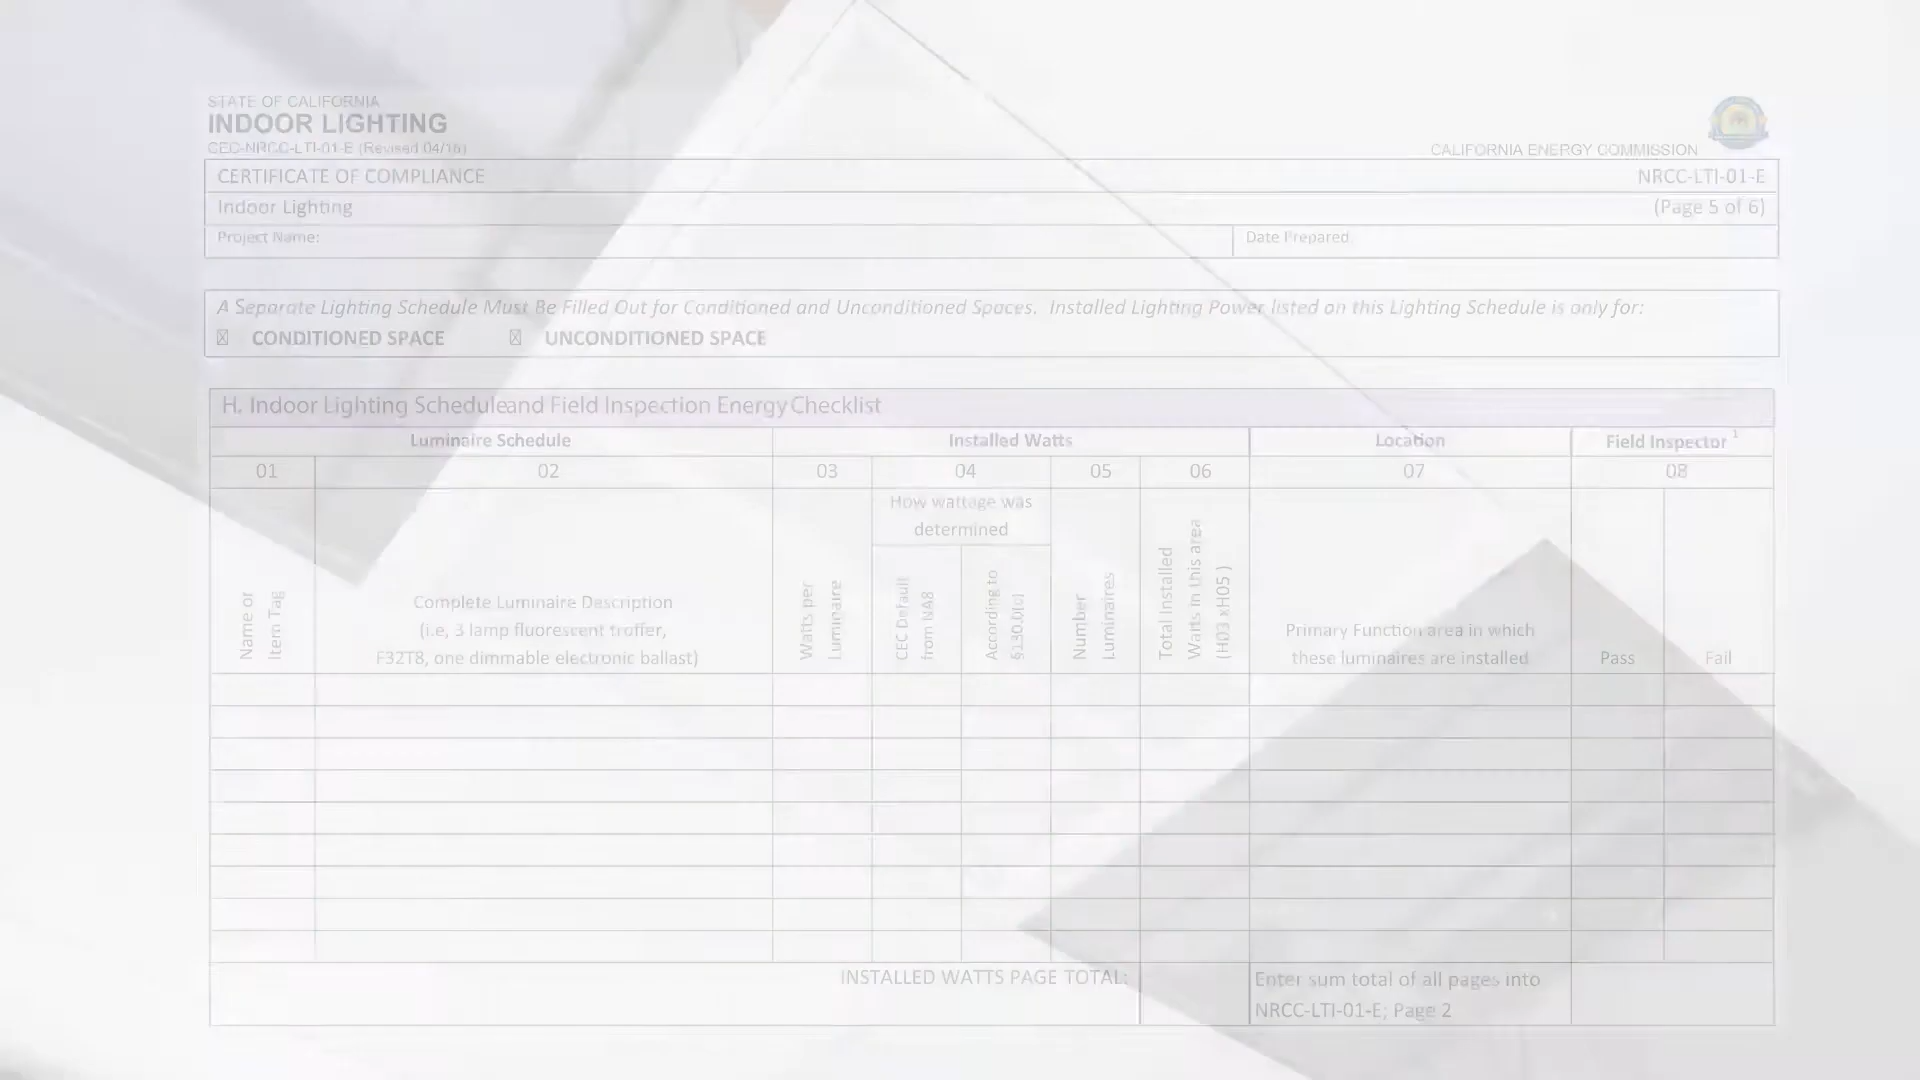 STATE OF CALIFORNIA
INDOOR LIGHTING
CEC-NRCC-LTI-01-E (Revised 04/16)
CALIFORNIA ENERGY COMMISSION
CERTIFICATE OF COMPLIANCE NRCC-LTI-01-E
Indoor Lighting (Page 5 of 6)
Project Name: Date Prepared:
A Separate Lighting Schedule Must Be Filled Out for Conditioned and Unconditioned Spaces. Installed Lighting Power listed on this Lighting Schedule is only for:
CONDITIONED SPACE UNCONDITIONED SPACE
H. Indoor Lighting Schedule and Field Inspection Energy Checklist
Luminaire Schedule Installed Watts Location Field Inspector 1
01 02 03 04 05 06 07 08
How wattage was
determined
Name or
Item Tag
Complete Luminaire Description
(i.e, 3 lamp fluorescent troffer,
F32T8, one dimmable electronic ballast)
Watts per
Luminaire
CEC Default
from NA8
According to
§130.0(c)
Number
Luminaires
Total Installed
Watts in this area
(H03 xH05 )
Primary Function area in which
these luminaires are installed
Pass Fail
INSTALLED WATTS PAGE TOTAL:
Enter sum total of all pages into
NRCC-LTI-01-E; Page 2